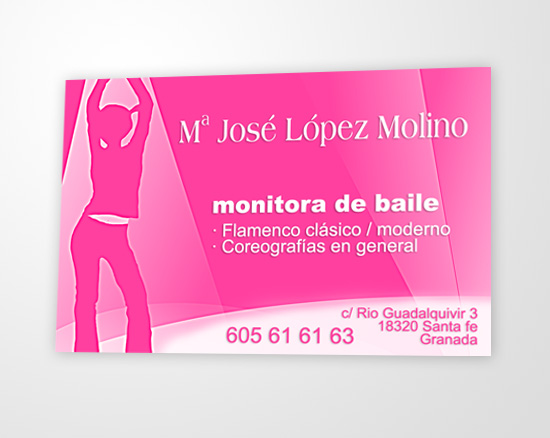 Mª José López Molino
monitora de baile
· Flamenco clásico / moderno
· Coreografías en general
c/ Rio Guadalquivir 3
18320 Santa fe
Granada
605 61 61 63